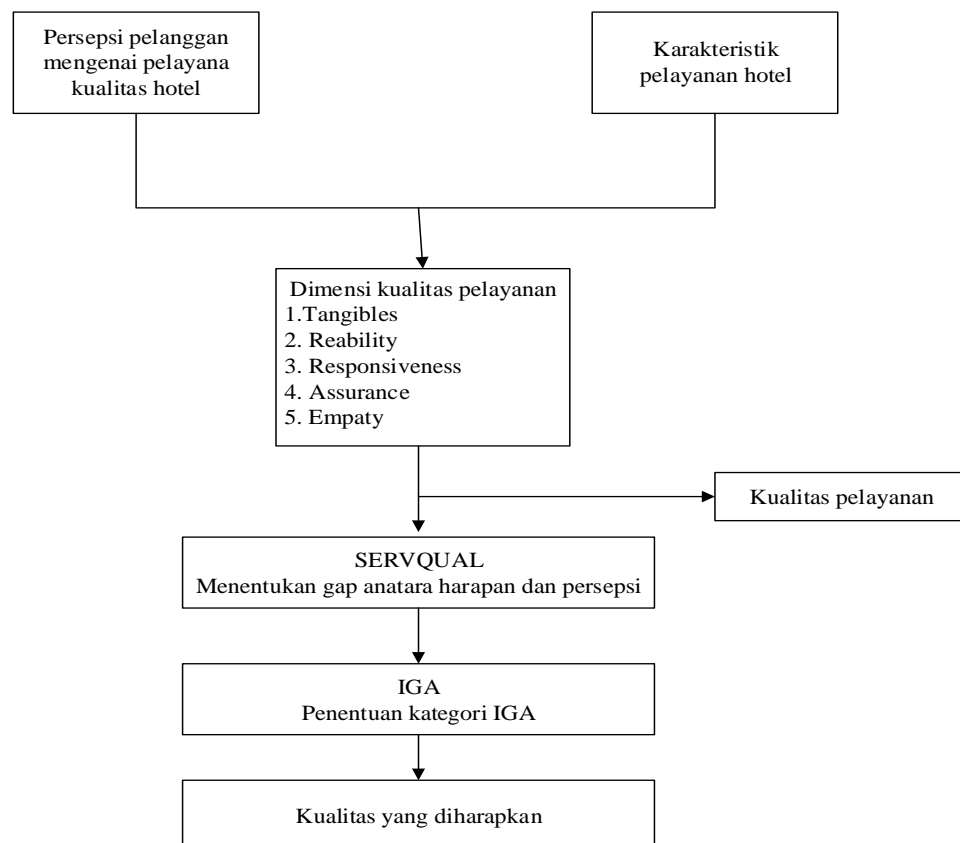 Persepsi pelanggan
mengenai pelayana
kualitas hotel
Karakteristik
pelayanan hotel
Dimensi kualitas pelayanan
1.Tangibles
2. Reability
3. Responsiveness
4. Assurance
5. Empaty
Kualitas pelayanan
SERVQUAL
Menentukan gap anatara harapan dan persepsi
IGA
Penentuan kategori IGA
Kualitas yang diharapkan